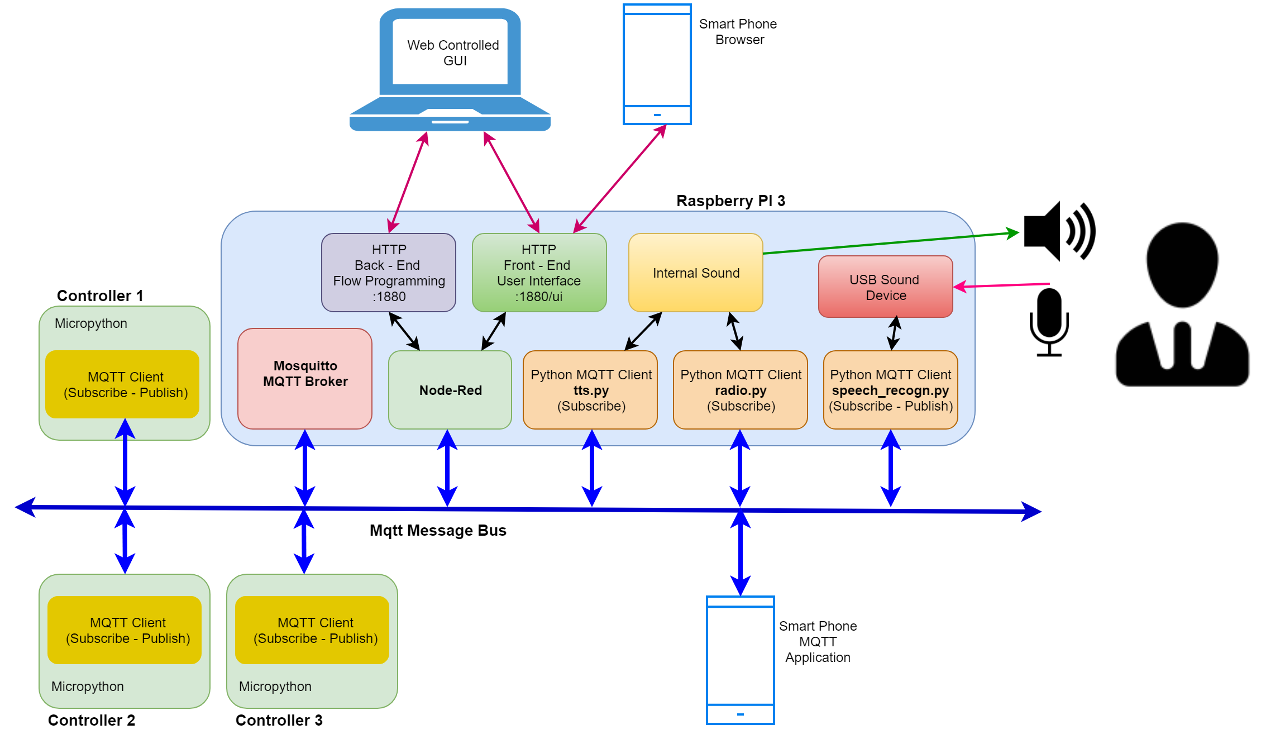 Web Controlled
GUI
Smart Phone
Browser
Raspberry PI 3
HTTP
Back - End
Flow Programming
:1880
HTTP
Front - End
User Interface
:1880/ui
Internal Sound
USB Sound
Device
Controller 1
Micropython
MQTT Client
(Subscribe - Publish)
Mosquitto
MQTT Broker
Node-Red
Python MQTT Client
tts.py
(Subscribe)
Python MQTT Client
radio.py
(Subscribe)
Python MQTT Client
speech_recogn.py
(Subscribe - Publish)
Mqtt Message Bus
MQTT Client
(Subscribe - Publish)
Micropython
Controller 2
MQTT Client
(Subscribe - Publish)
Micropython
Controller 3
Smart Phone
MQTT
Application